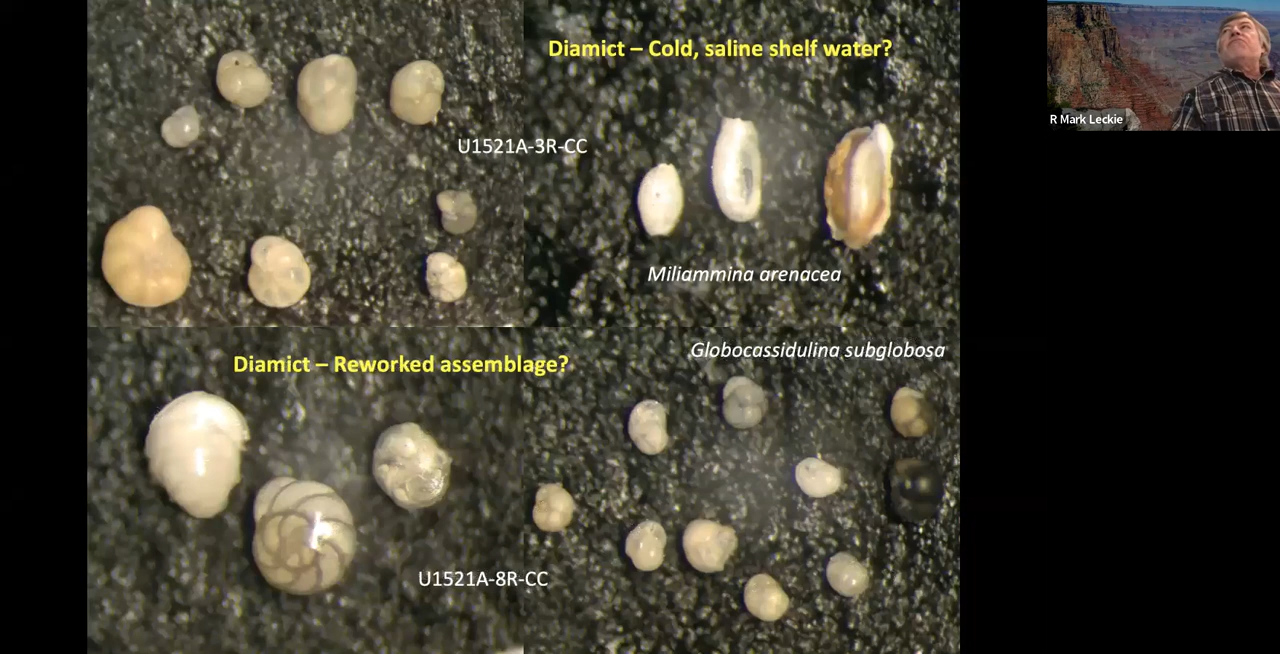 Diamict – Cold, saline shelf water?
R Mark Leckie
U1521A-3R-CC
Miliammina arenacea
Diamict – Reworked assemblage?
Globocassidulina subglobosa
U1521A-8R-CC